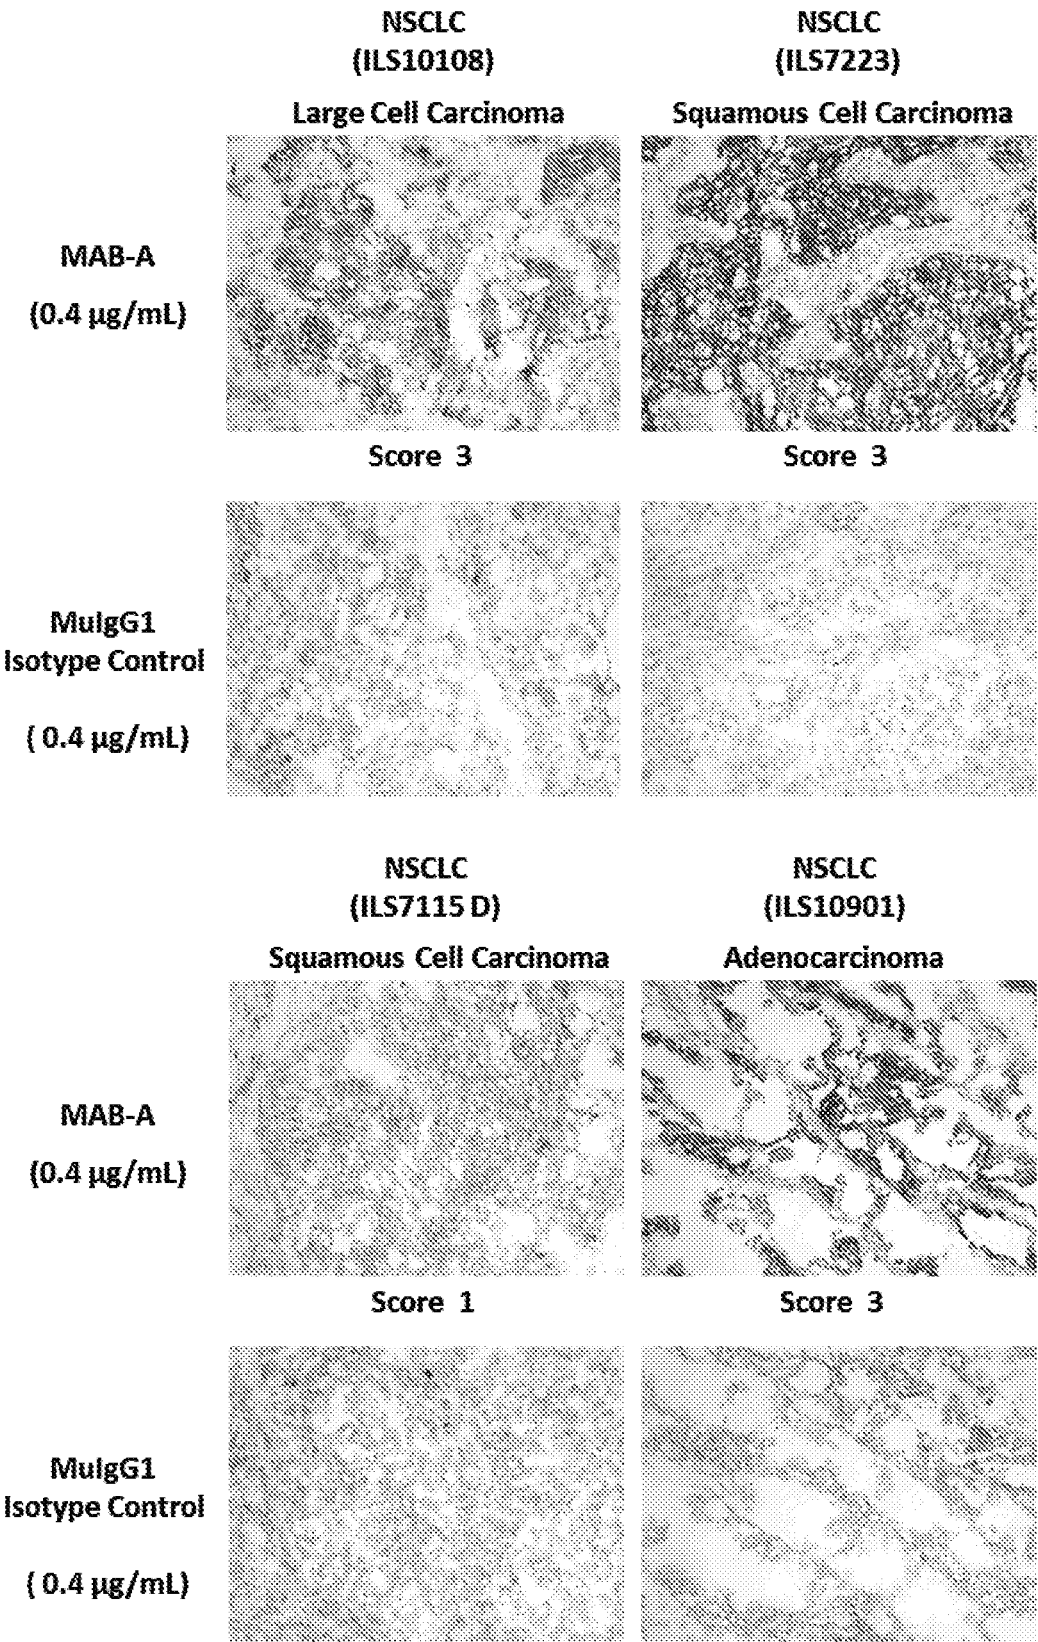 NSCLC
(ILS10108)
Large Cell Carcinoma
NSCLC
(ILS7223)
Squamous Cell Carcinoma
MAB-A
(0.4 µg/mL)
Score 3
Score 3
MuIgG1
Isotype Control
( 0.4 µg/mL)
NSCLC
(ILS7115 D)
Squamous Cell Carcinoma
NSCLC
(ILS10901)
Adenocarcinoma
MAB-A
(0.4 µg/mL)
Score 1
Score 3
MuIgG1
Isotype Control
( 0.4 µg/mL)